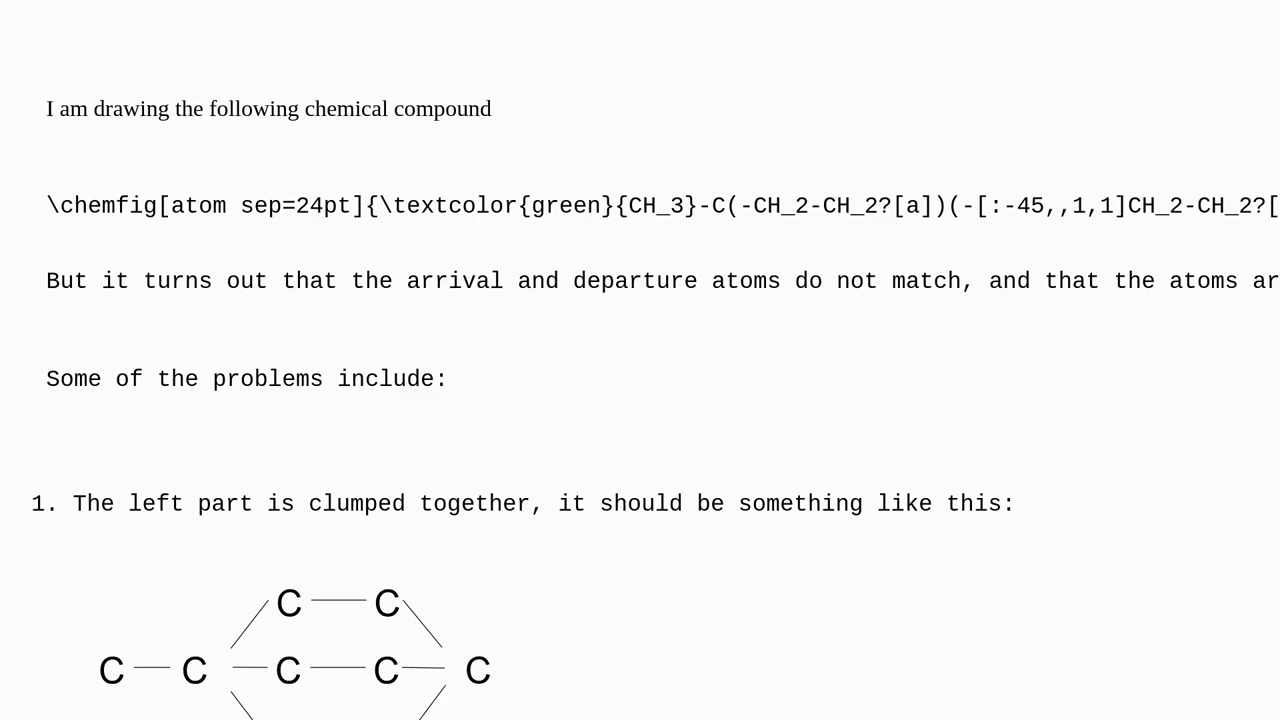 I am drawing the following chemical compound
\chemfig[atom sep=24pt]{\textcolor{green}{CH_3}-C(-CH_2-CH_2?[a])(-[:-45,,1,1]CH_2-CH_2?[
But it turns out that the arrival and departure atoms do not match, and that the atoms ar
Some of the problems include:
1. The left part is clumped together, it should be something like this:
C C
C C C C C